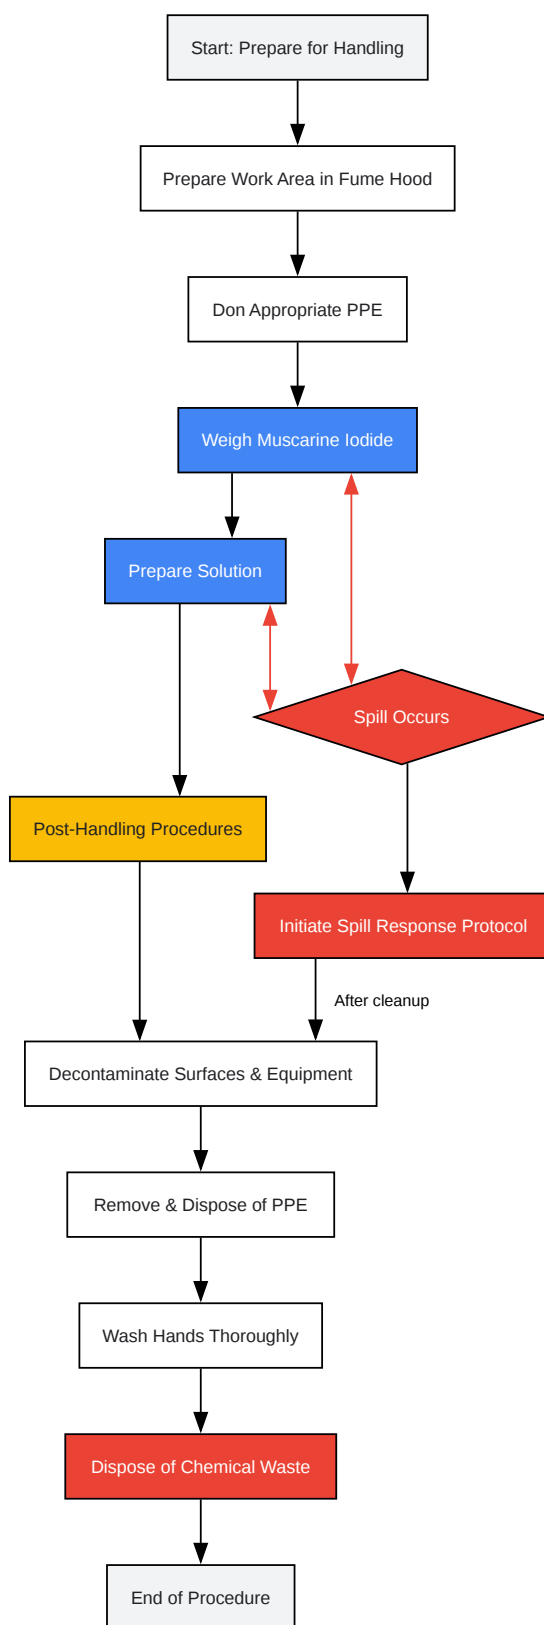 Start: Prepare for Handling
Prepare Work Area in Fume Hood
Don Appropriate PPE
Weigh Muscarine Iodide
Prepare Solution
Spill Occurs
Post-Handling Procedures
Initiate Spill Response Protocol
After cleanup
Decontaminate Surfaces & Equipment
Remove & Dispose of PPE
Wash Hands Thoroughly
Dispose of Chemical Waste
End of Procedure